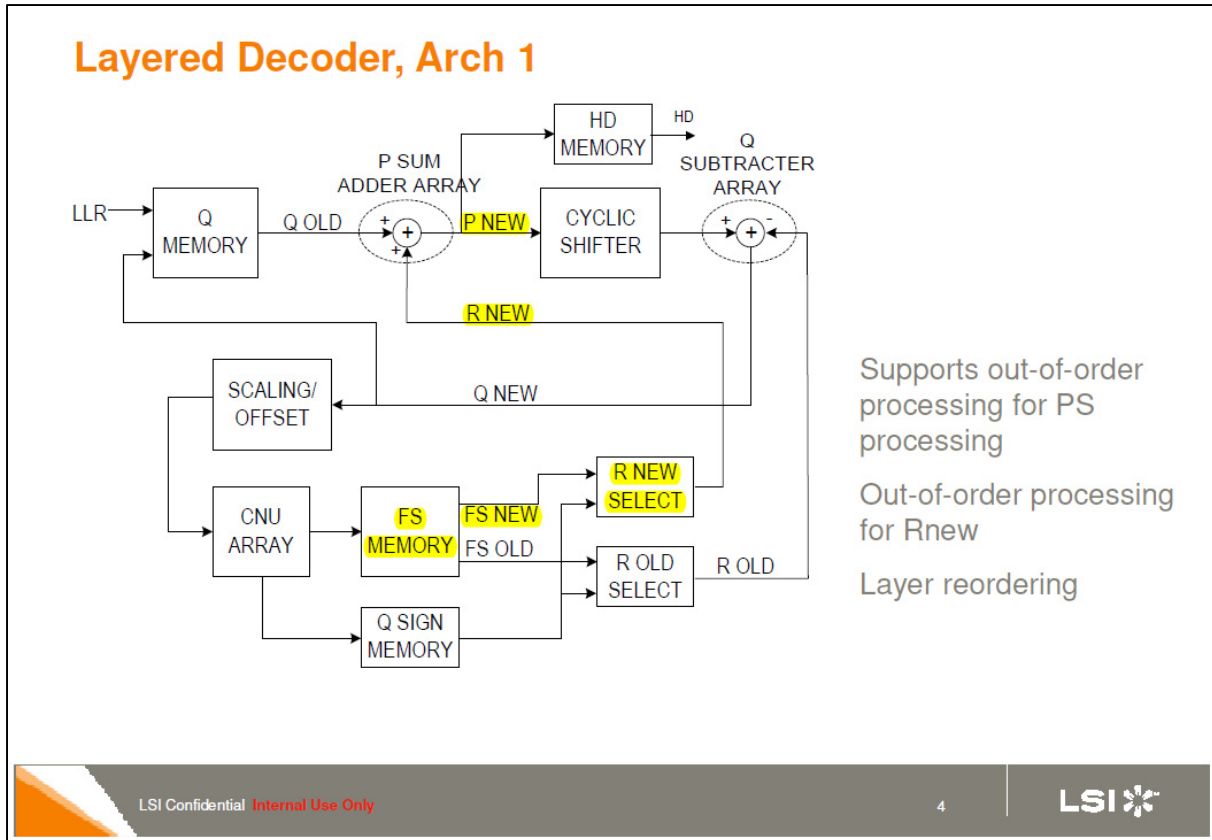 Layered Decoder, Arch 1
HD
MEMORY
HD
Q
SUBTRACTER
ARRAY
P SUM
ADDER ARRAY
LLR
Q
MEMORY
Q OLD
+
+
+
P NEW
CYCLIC
SHIFTER
+
+
-
R NEW
SCALING/
OFFSET
Q NEW
CNU
ARRAY
FS
MEMORY
FS NEW
FS OLD
R NEW
SELECT
R OLD
SELECT
R OLD
Q SIGN
MEMORY
Supports out-of-order
processing for PS
processing
Out-of-order processing
for Rnew
Layer reordering
LSI Confidential Internal Use Only
4
LSI